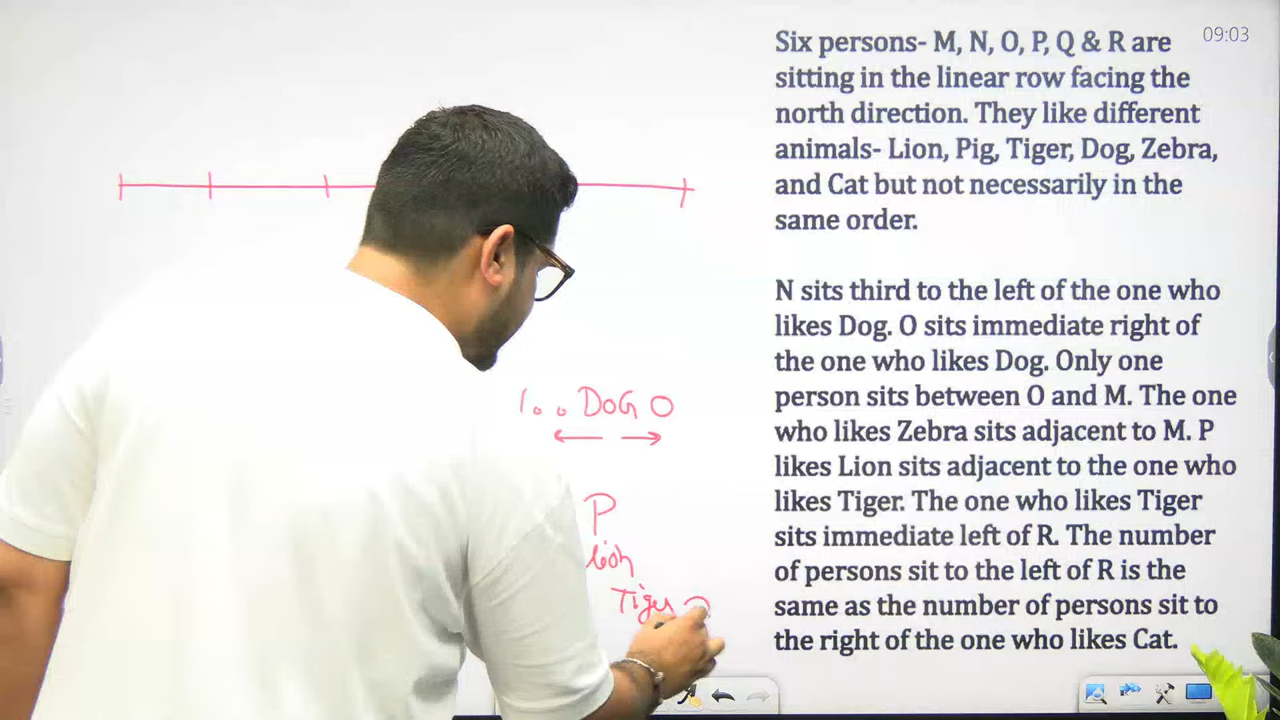 09:03
Six persons- M, N, O, P, Q & R are
sitting in the linear row facing the
north direction. They like different
animals- Lion, Pig, Tiger, Dog, Zebra,
and Cat but not necessarily in the
same order.
N sits third to the left of the one who
likes Dog. O sits immediate right of
the one who likes Dog. Only one
person sits between O and M. The one
who likes Zebra sits adjacent to M. P
likes Lion sits adjacent to the one who
likes Tiger. The one who likes Tiger
sits immediate left of R. The number
of persons sit to the left of R is the
same as the number of persons sit to
the right of the one who likes Cat.
DOG O
P
lion
Tiger